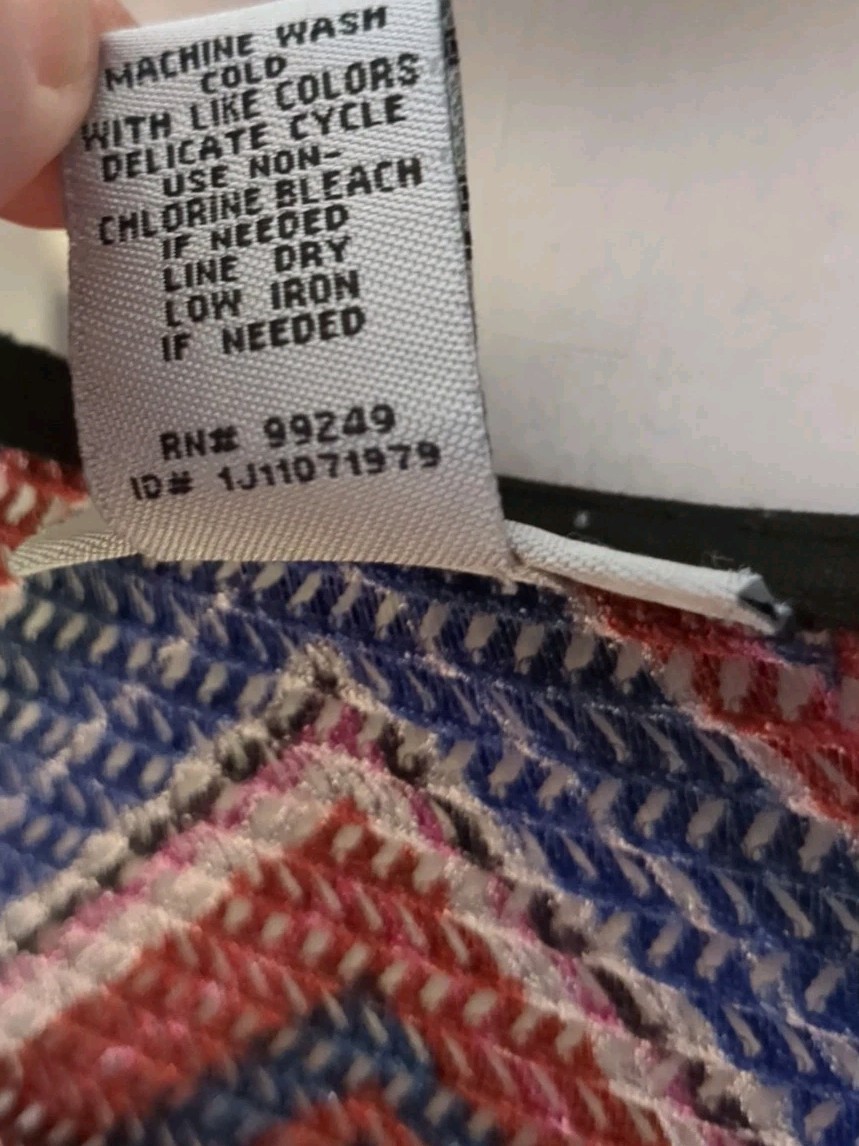 MACHINE WASH
COLD
WITH LIKE COLORS
DELICATE CYCLE
USE NON-
CHLORINE BLEACH
IF NEEDED
LINE DRY
LOW IRON
IF NEEDED
RN# 99249
ID# 1J11071979